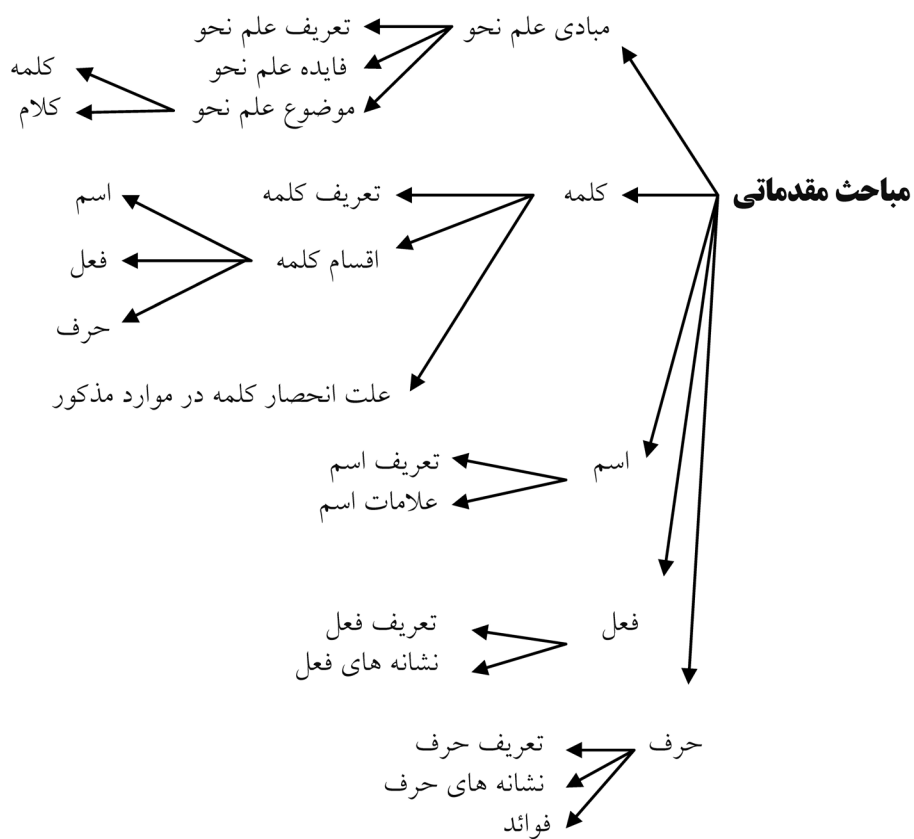 مباحث مقدماتی
مبادی علم نحو
تعریف علم نحو
فایده علم نحو
موضوع علم نحو
کلمه
کلام
کلمه
تعریف کلمه
اقسام کلمه
اسم
فعل
حرف
علت انحصار کلمه در موارد مذکور
اسم
تعریف اسم
علامات اسم
فعل
تعریف فعل
نشانه های فعل
حرف
تعریف حرف
نشانه های حرف
فوائد